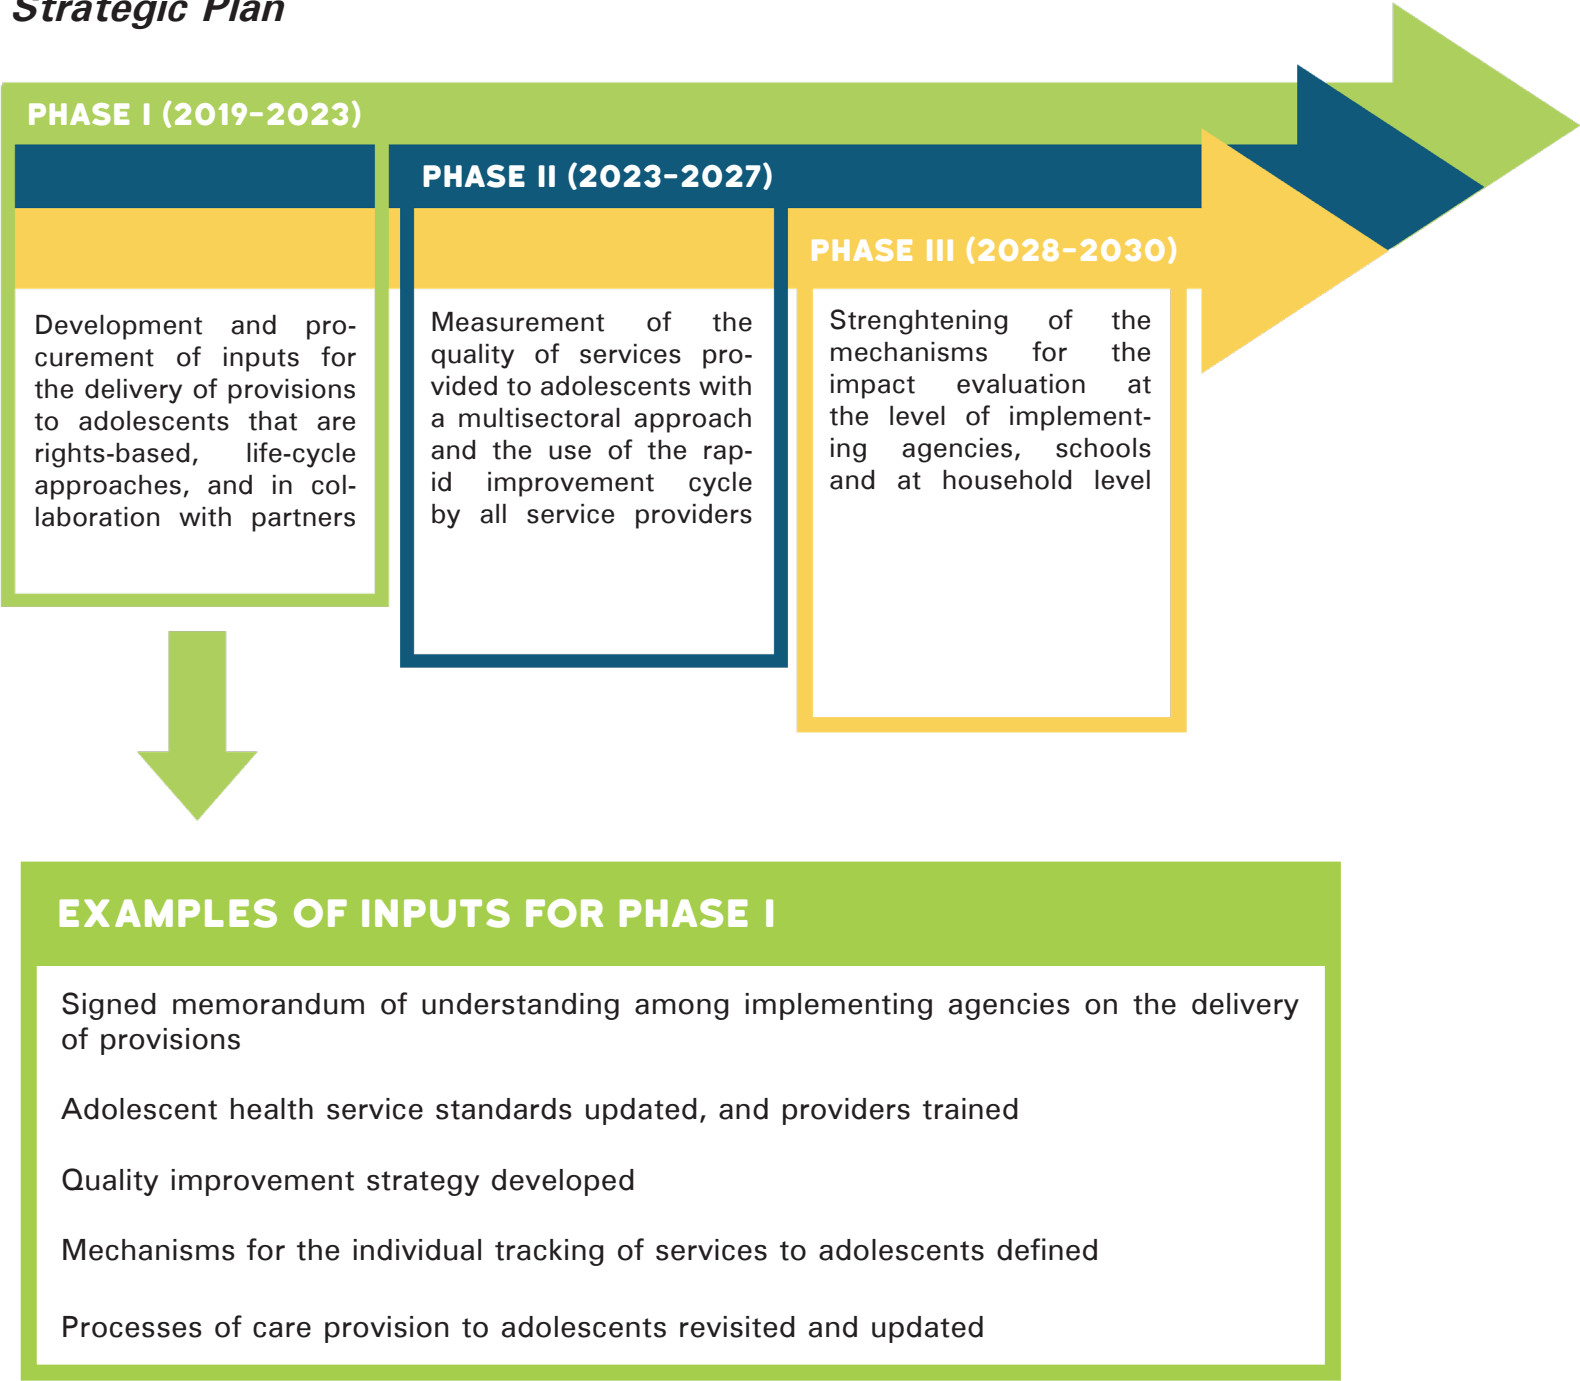 Strategic Plan
PHASE I (2019-2023)
PHASE II (2023-2027)
PHASE III (2028-2030)
Development and pro-
curement of inputs for
the delivery of provisions
to adolescents that are
rights-based, life-cycle
approaches, and in col-
laboration with partners
Measurement of the
quality of services pro-
vided to adolescents with
a multisectoral approach
and the use of the rap-
id improvement cycle
by all service providers
Strenghtening of the
mechanisms for the
impact evaluation at
the level of implement-
ing agencies, schools
and at household level
EXAMPLES OF INPUTS FOR PHASE I
Signed memorandum of understanding among implementing agencies on the delivery
of provisions
Adolescent health service standards updated, and providers trained
Quality improvement strategy developed
Mechanisms for the individual tracking of services to adolescents defined
Processes of care provision to adolescents revisited and updated